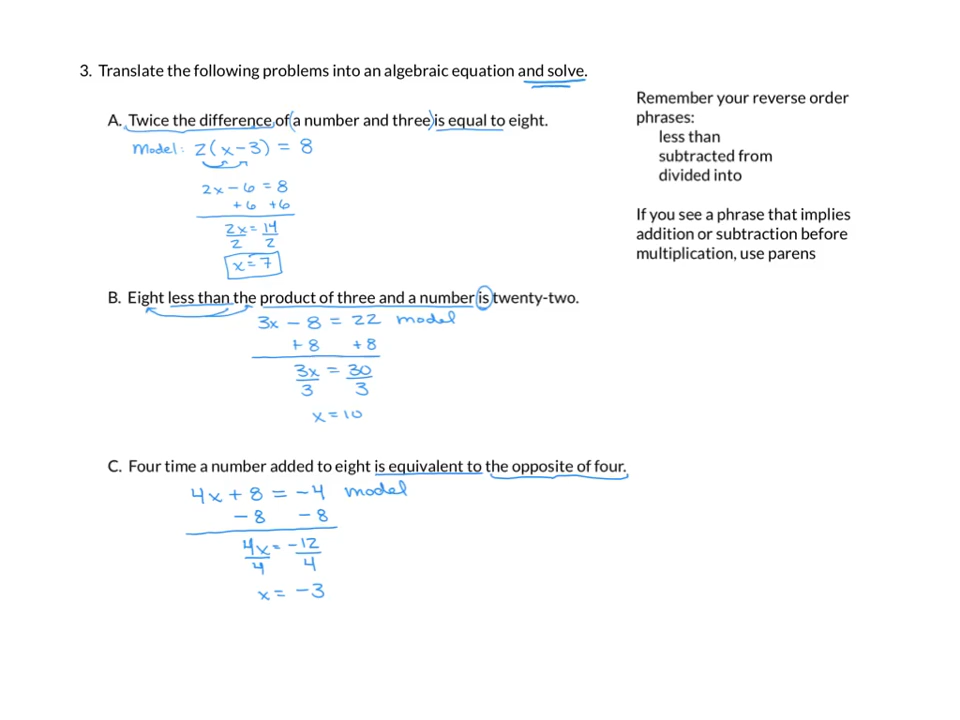 3. Translate the following problems into an algebraic equation and solve.
Remember your reverse order
phrases:
less than
subtracted from
divided into
If you see a phrase that implies
addition or subtraction before
multiplication, use parens
A. Twice the difference of (a number and three) is equal to eight.
Model: 2(x-3) = 8
2x - 6 = 8
+6 +6
2x = 14
2 2
x = 7
B. Eight less than the product of three and a number is twenty-two.
3x - 8 = 22 model
+8 +8
3x = 30
3 3
x = 10
C. Four time a number added to eight is equivalent to the opposite of four.
4x + 8 = -4 model
-8 -8
4x = -12
4 4
x = -3